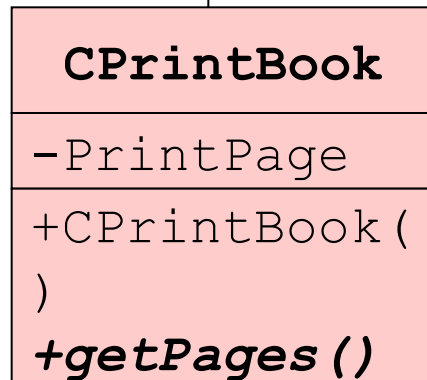 CPrintBook
-PrintPage
+CPrintBook(
)
+getPages()